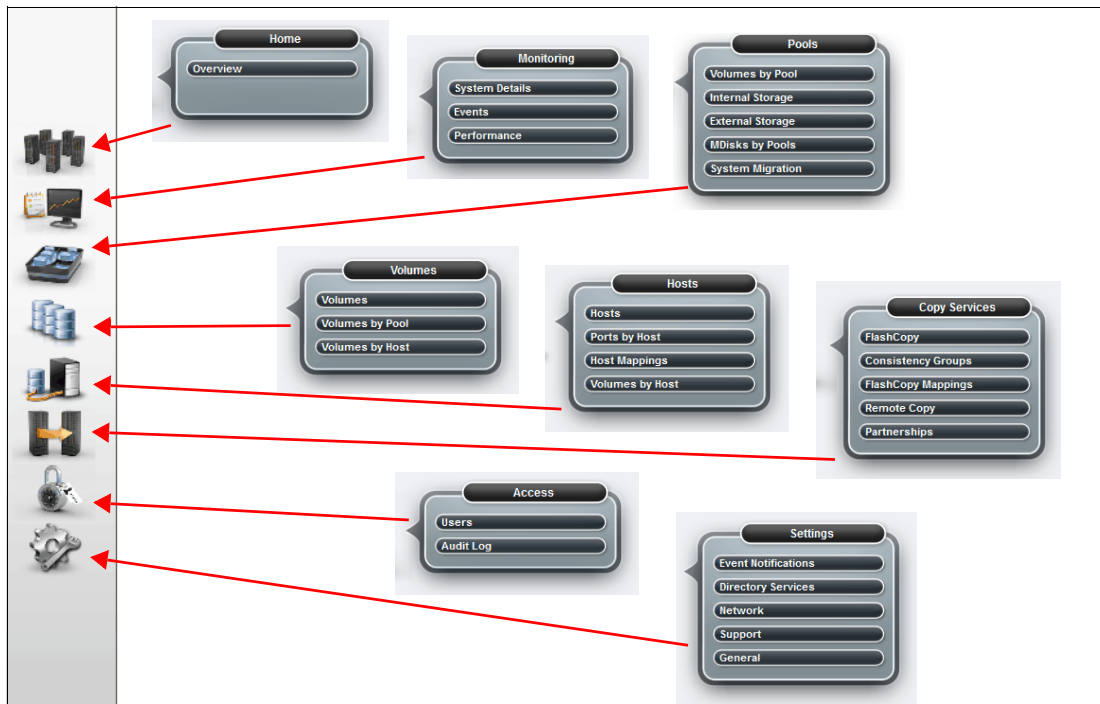 Home
Overview
Monitoring
System Details
Events
Performance
Pools
Volumes by Pool
Internal Storage
External Storage
MDisks by Pools
System Migration
Volumes
Volumes
Volumes by Pool
Volumes by Host
Hosts
Hosts
Ports by Host
Host Mappings
Volumes by Host
Copy Services
FlashCopy
Consistency Groups
FlashCopy Mappings
Remote Copy
Partnerships
Access
Users
Audit Log
Settings
Event Notifications
Directory Services
Network
Support
General